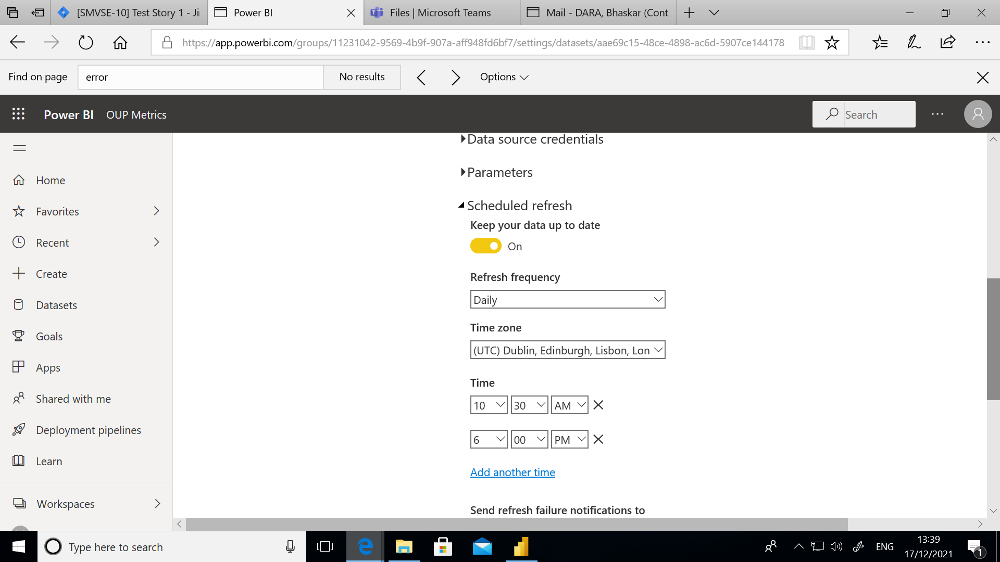 [SMVSE-10] Test Story 1 - Ji
Power BI
Files | Microsoft Teams
Mail - DARA, Bhaskar (Cont
https://app.powerbi.com/groups/11231042-9569-4b9f-907a-aff948fd6bf7/settings/datasets/aae69c15-48ce-4898-ac6d-5907ce144178
Find on page
error
No results
Options
Power BI
OUP Metrics
Search
Home
Favorites
Recent
Create
Datasets
Goals
Apps
Shared with me
Deployment pipelines
Learn
Workspaces
Data source credentials
Parameters
Scheduled refresh
Keep your data up to date
On
Refresh frequency
Daily
Time zone
(UTC) Dublin, Edinburgh, Lisbon, Lon
Time
10 30 AM
6 00 PM
Add another time
Send refresh failure notifications to
Type here to search
ENG
13:39
17/12/2021
1